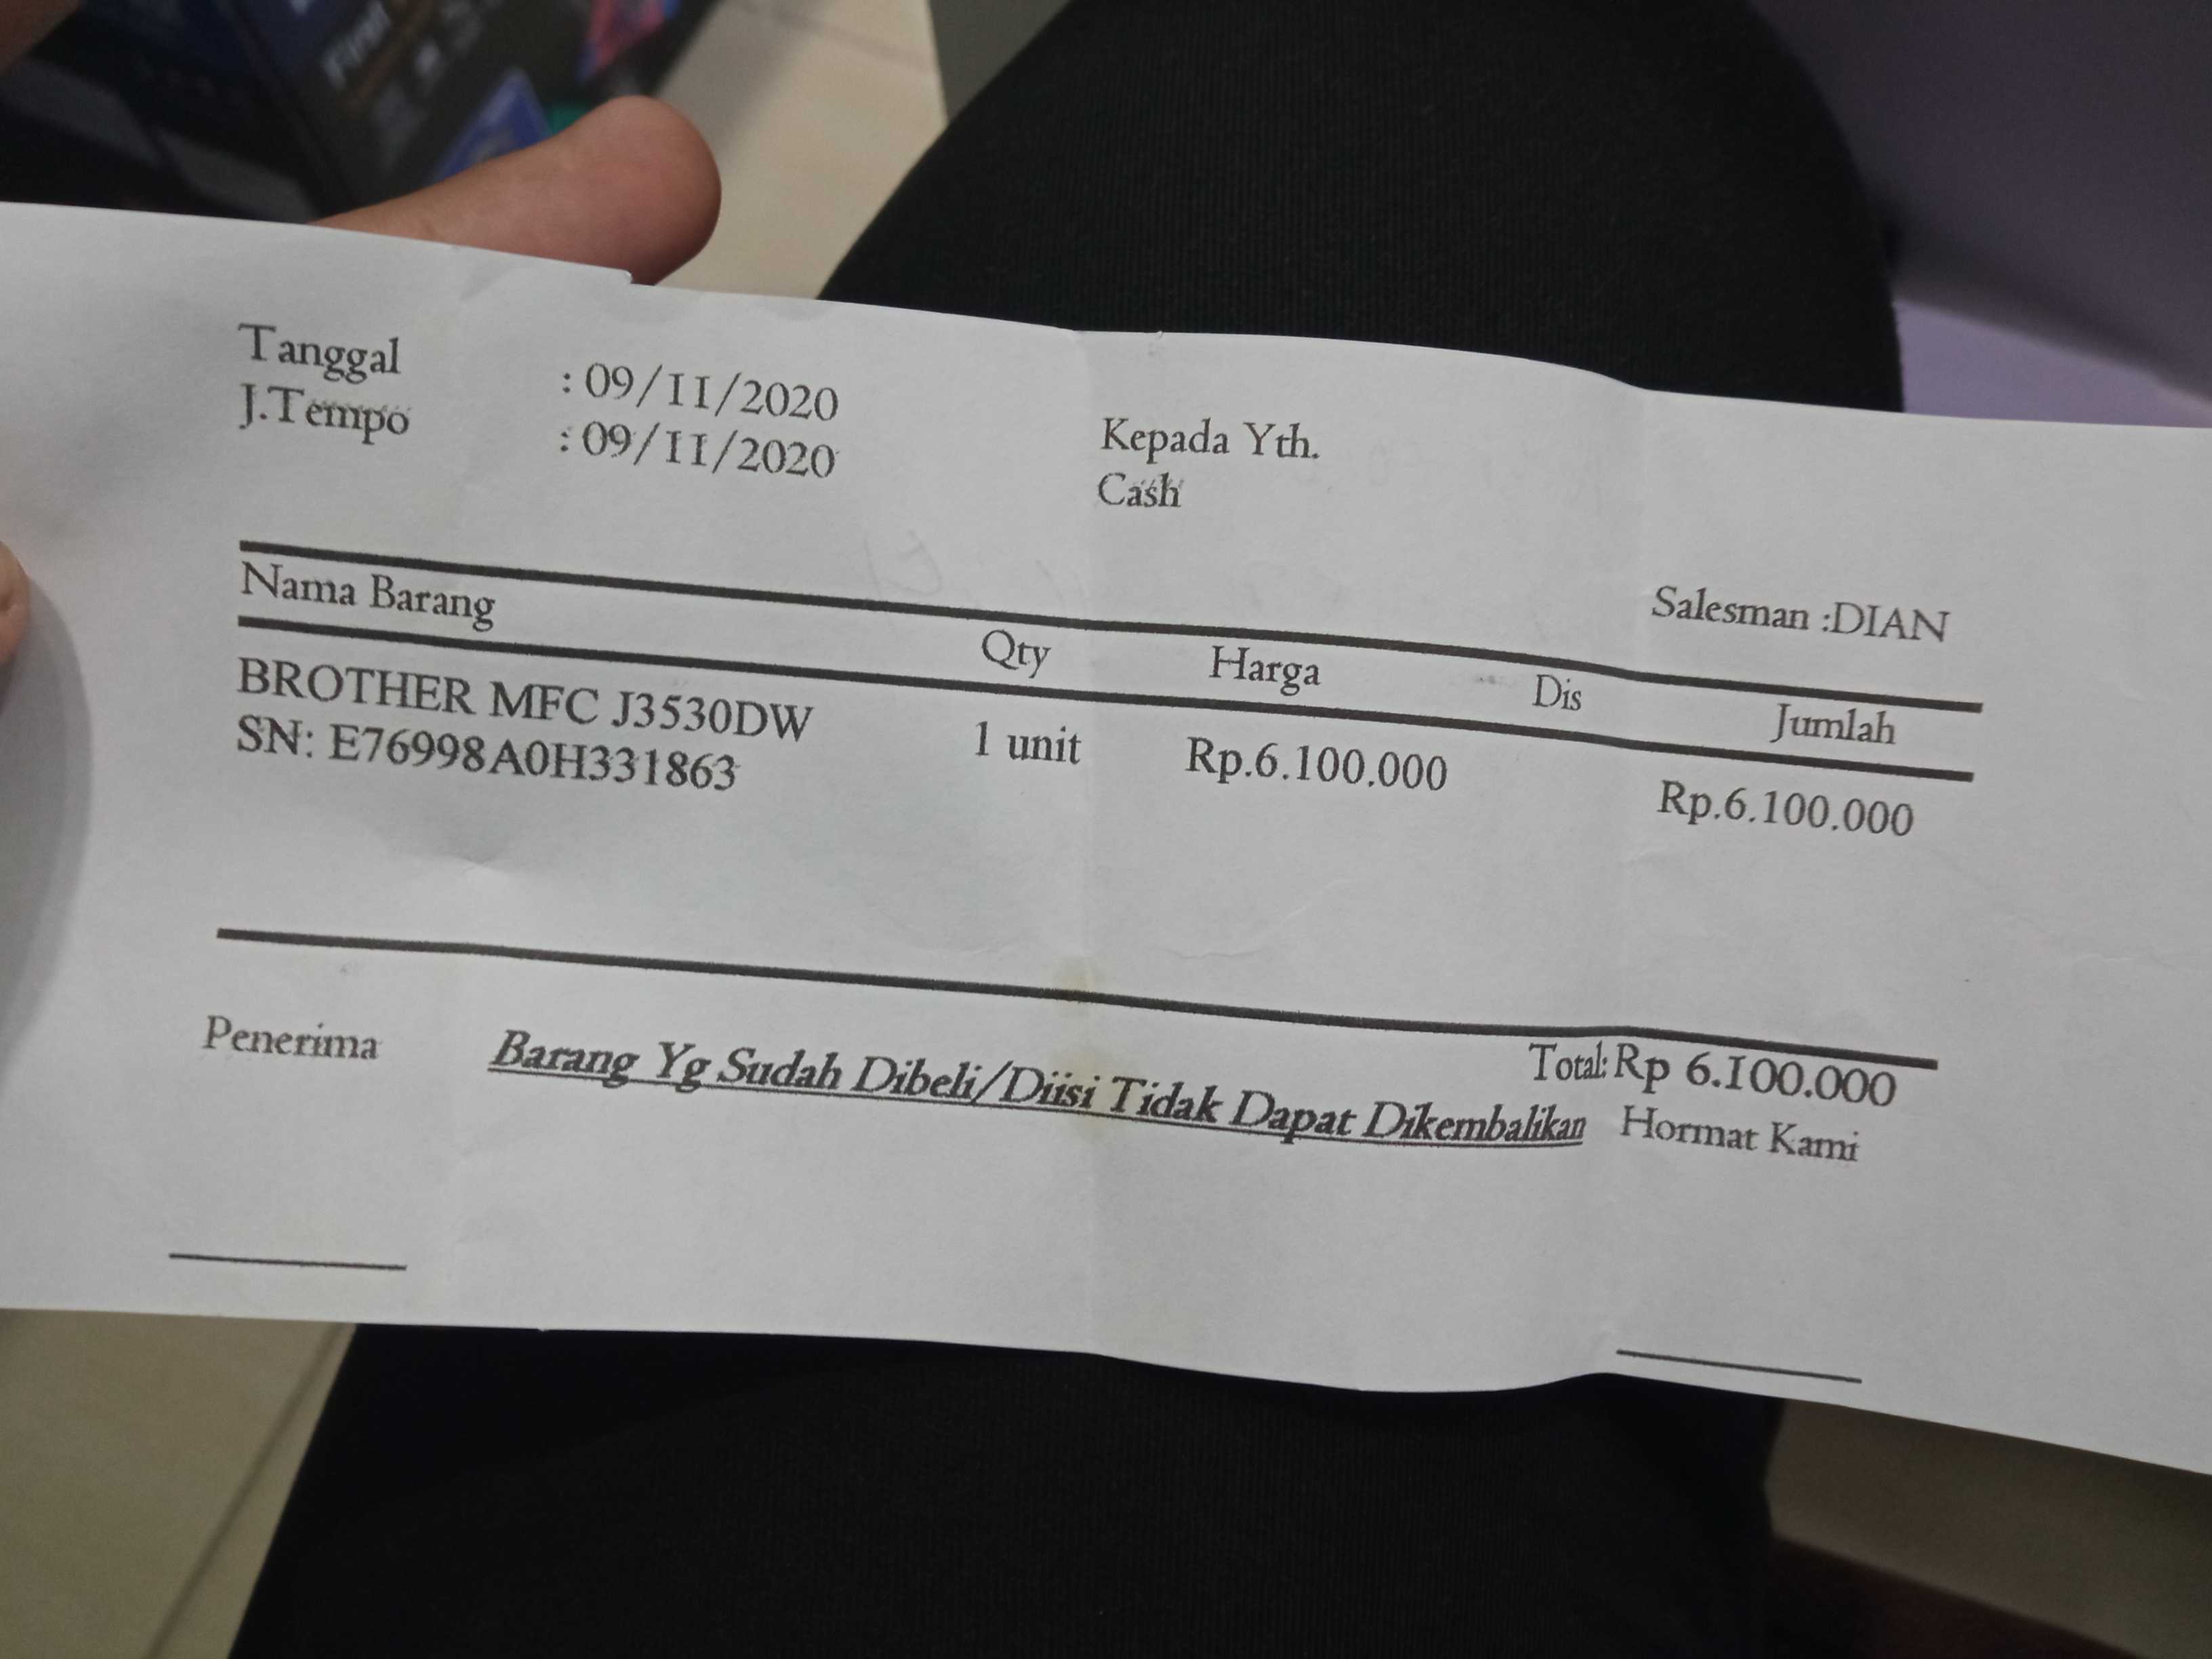 First
Tanggal : 09/11/2020
J.Tempo : 09/11/2020
Kepada Yth.
Cash
Salesman :DIAN
Nama Barang Qty Harga Dis Jumlah
BROTHER MFC J3530DW 1 unit Rp.6.100.000 Rp.6.100.000
SN: E76998A0H331863
Total: Rp 6.100.000
Penerima Barang Yg Sudah Dibeli/Diisi Tidak Dapat Dikembalikan Hormat Kami